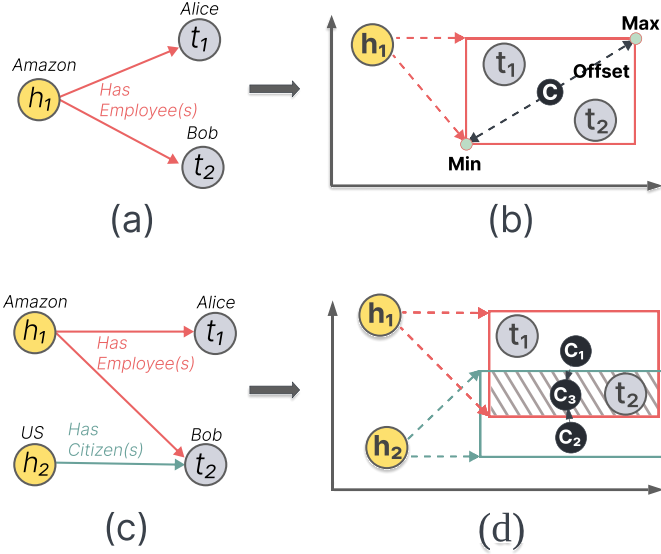 Alice
t₁
Amazon
h₁
Has
Employee(s)
Bob
t₂
(a)
Max
h₁
t₁
Offset
C
t₂
Min
(b)
Amazon
h₁
Alice
t₁
Has
Employee(s)
US
h₂
Has
Citizen(s)
Bob
t₂
(c)
h₁
t₁
C₁
C₃
t₂
C₂
h₂
(d)